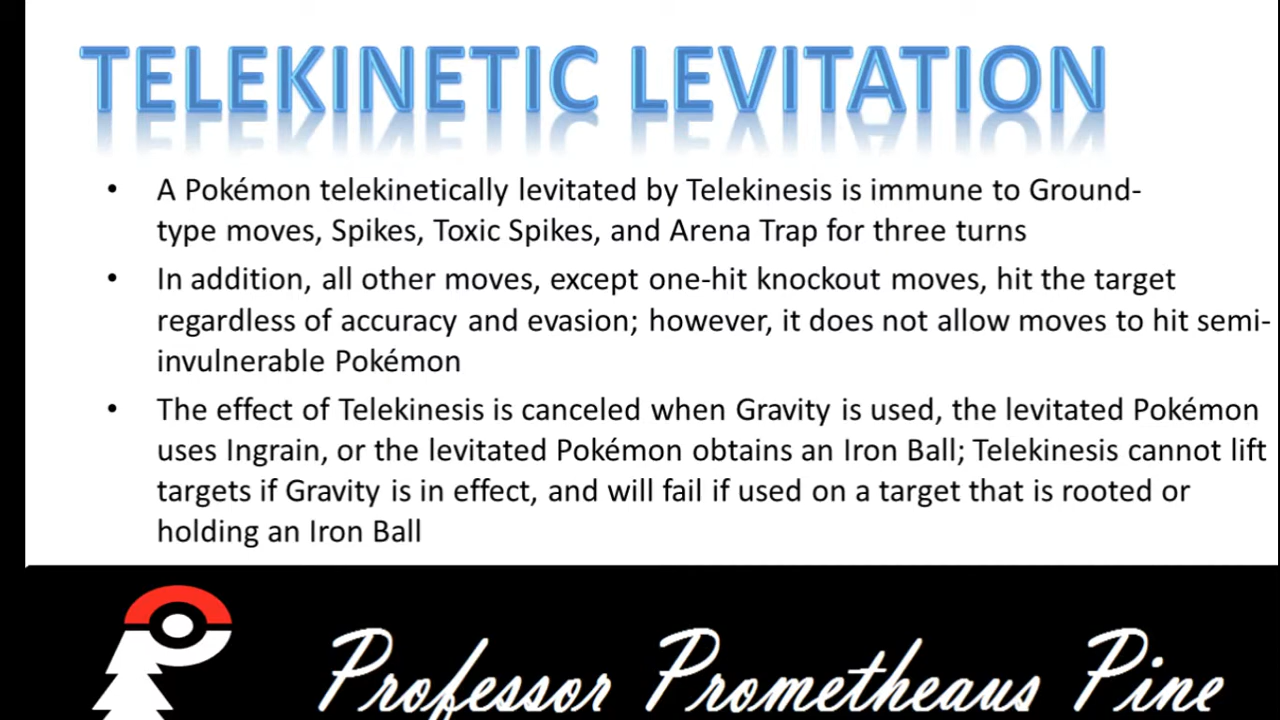 TELEKINETIC LEVITATION
• A Pokémon telekinetically levitated by Telekinesis is immune to Ground-
type moves, Spikes, Toxic Spikes, and Arena Trap for three turns
• In addition, all other moves, except one-hit knockout moves, hit the target
regardless of accuracy and evasion; however, it does not allow moves to hit semi-
invulnerable Pokémon
• The effect of Telekinesis is canceled when Gravity is used, the levitated Pokémon
uses Ingrain, or the levitated Pokémon obtains an Iron Ball; Telekinesis cannot lift
targets if Gravity is in effect, and will fail if used on a target that is rooted or
holding an Iron Ball
Professor Prometheaus Pine